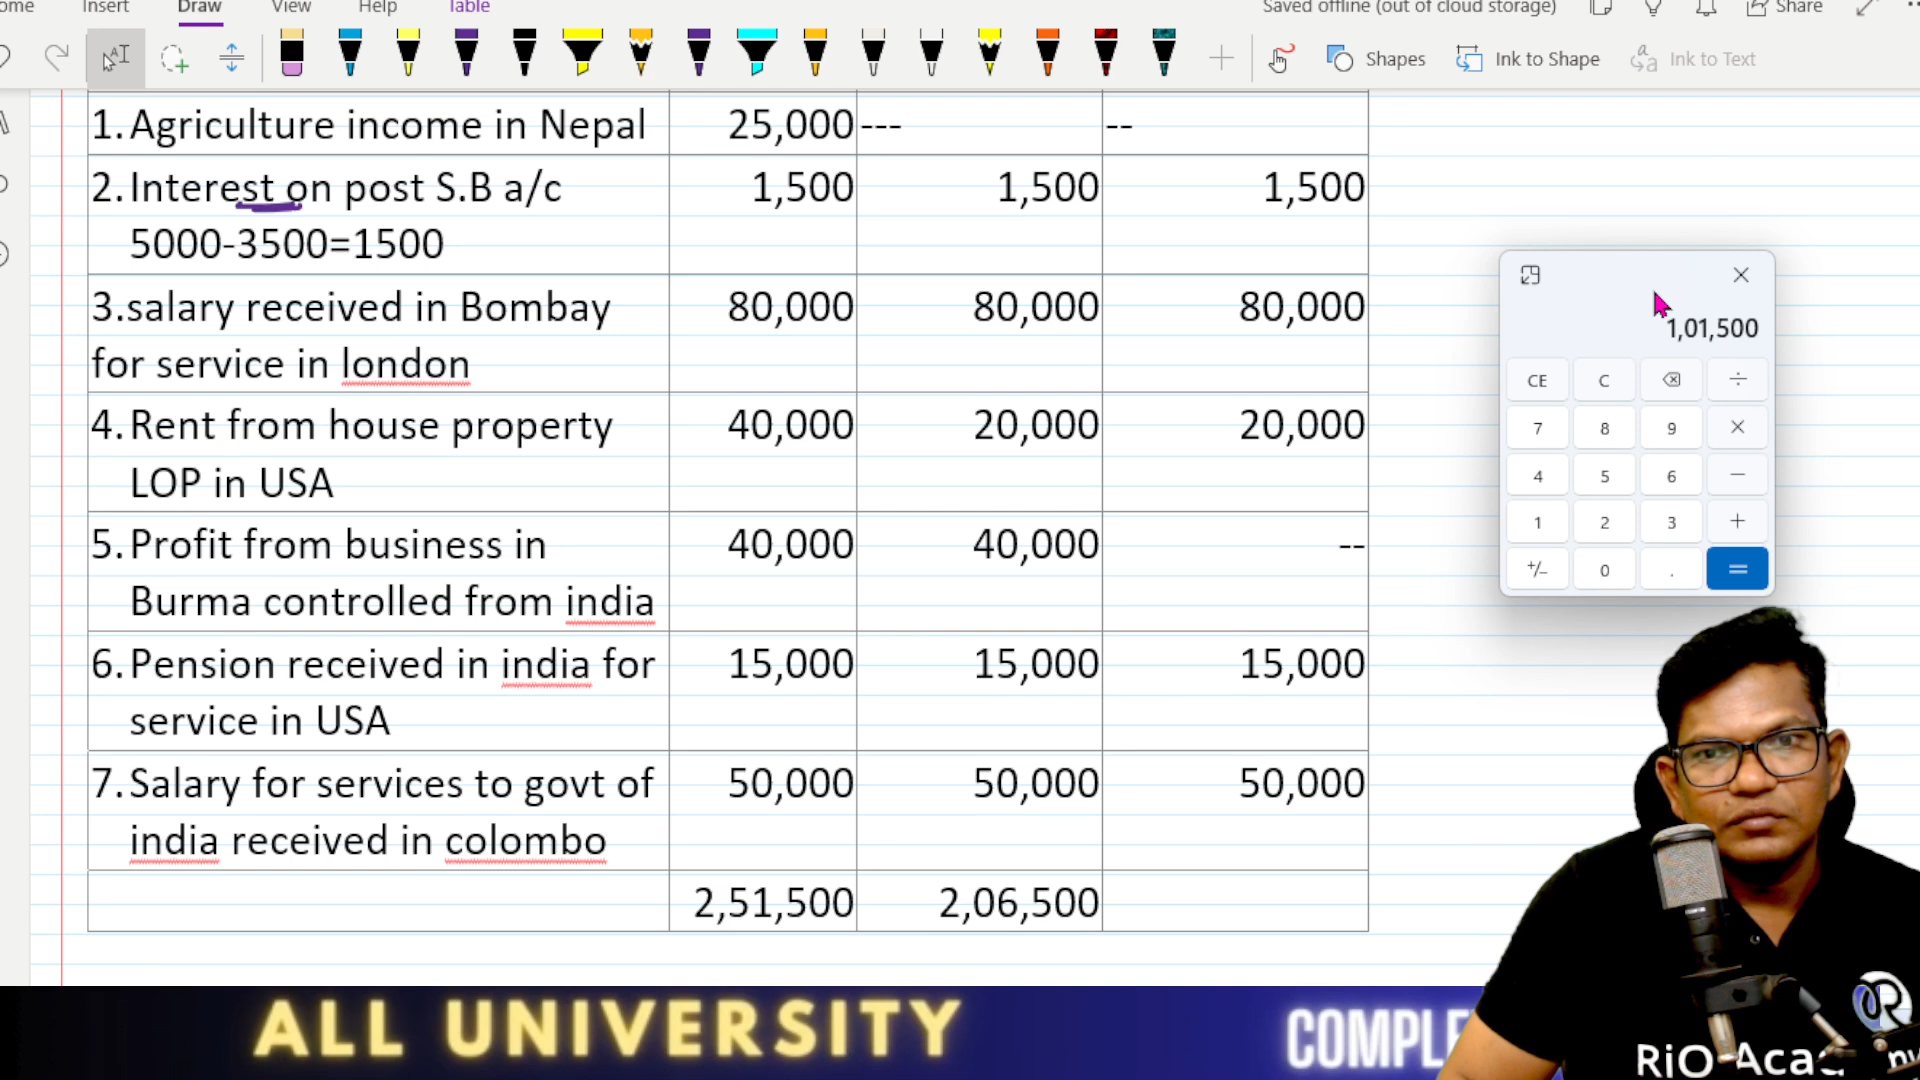 ome Insert Draw View Help Table Saved offline (out of cloud storage) Share
Shapes Ink to Shape Ink to Text
1. Agriculture income in Nepal 25,000 --- --
2. Interest on post S.B a/c 1,500 1,500 1,500
5000-3500=1500
3.salary received in Bombay 80,000 80,000 80,000
for service in london
4. Rent from house property 40,000 20,000 20,000
LOP in USA
5. Profit from business in 40,000 40,000 --
Burma controlled from india
6. Pension received in india for 15,000 15,000 15,000
service in USA
7. Salary for services to govt of 50,000 50,000 50,000
india received in colombo
2,51,500 2,06,500
1,01,500
CE C ÷
7 8 9 ×
4 5 6 −
1 2 3 +
+/− 0 . =
ALL UNIVERSITY COMPLE
RiO Acad ny